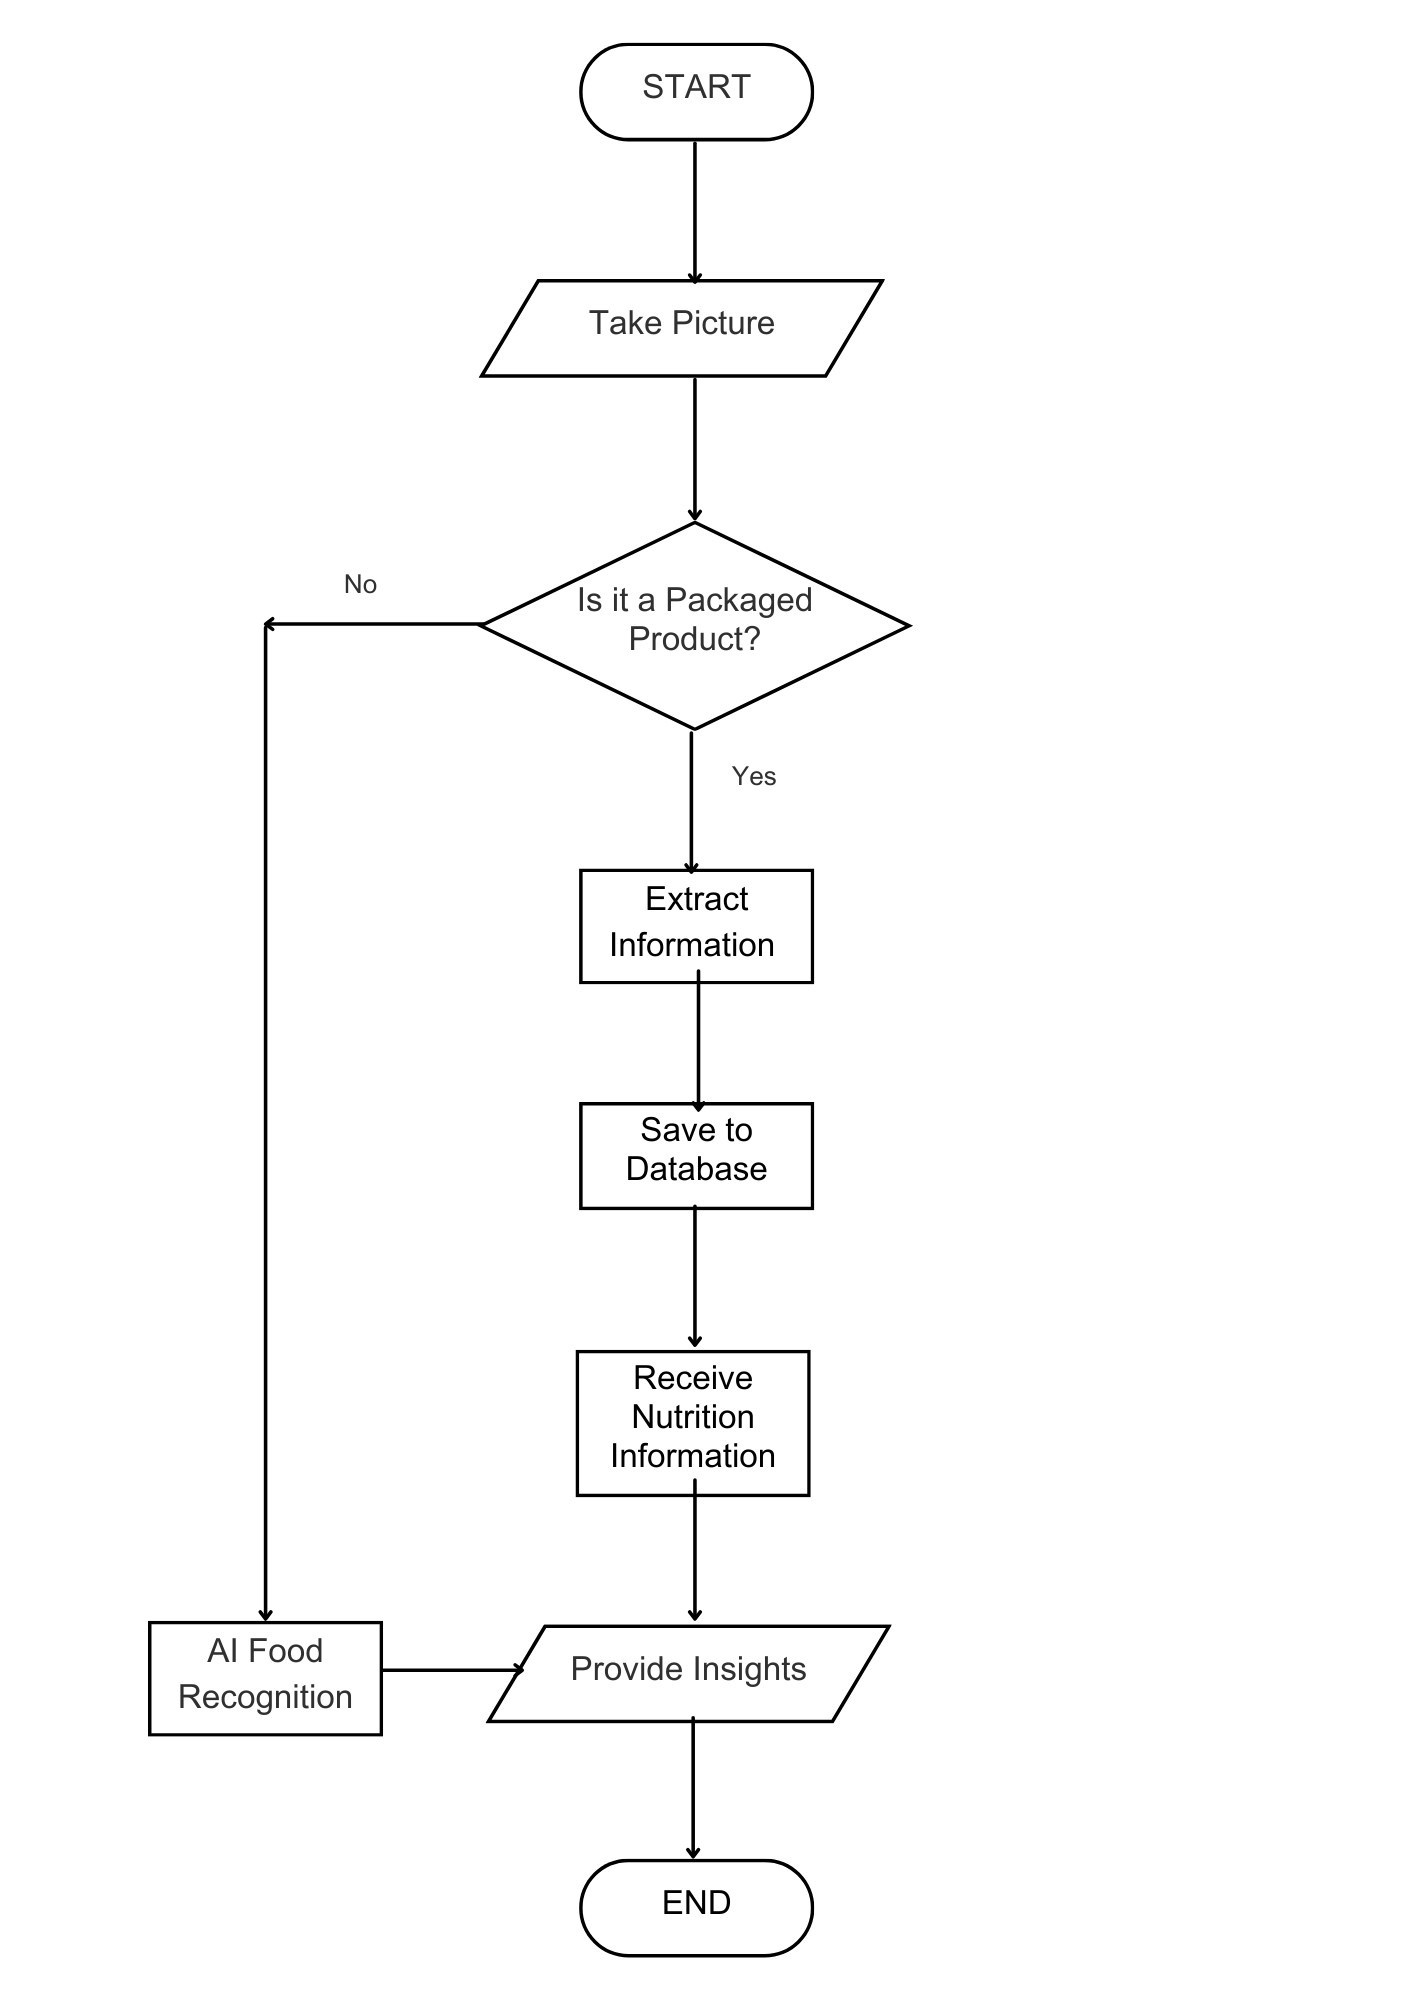 START
Take Picture
Is it a Packaged
Product?
No
Yes
Extract
Information
Save to
Database
Receive
Nutrition
Information
AI Food
Recognition
Provide Insights
END